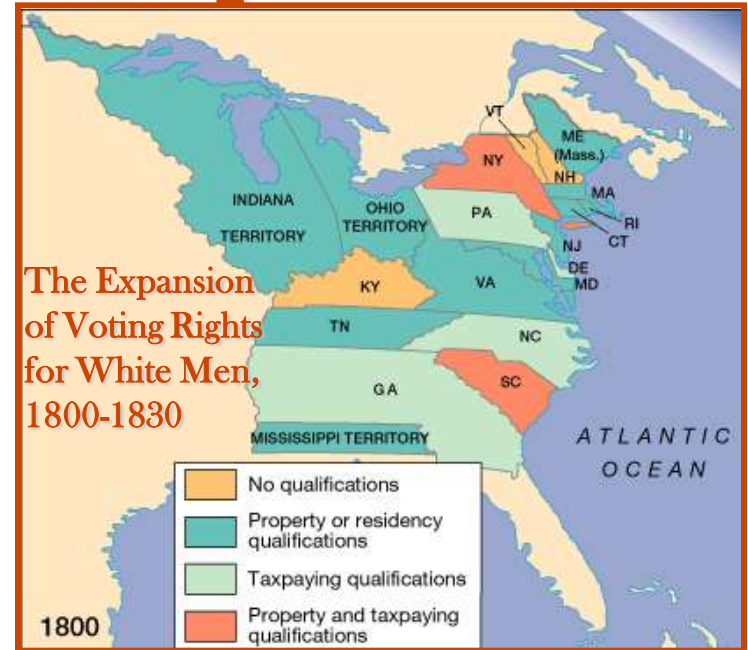 VT
ME
(Mass.)
NY
NH
MA
INDIANA
TERRITORY
OHIO
TERRITORY
PA
RI
CT
NJ
DE
MD
The Expansion
of Voting Rights
for White Men,
1800-1830
KY
VA
TN
NC
GA
SC
MISSISSIPPI TERRITORY
ATLANTIC
OCEAN
No qualifications
Property or residency
qualifications
Taxpaying qualifications
Property and taxpaying
qualifications
1800